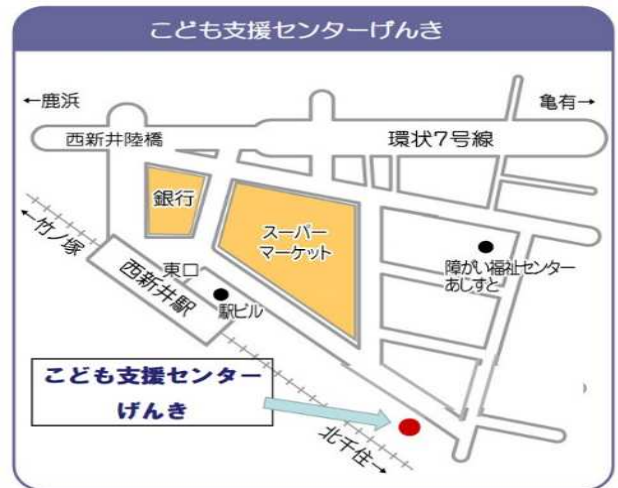 こども支援センターげんき
←鹿浜
亀有→
西新井陸橋
環状7号線
銀行
スーパー
マーケット
←竹ノ塚
東口
西新井駅
駅ビル
障がい福祉センター
あしすと
こども支援センター
げんき
北千住→